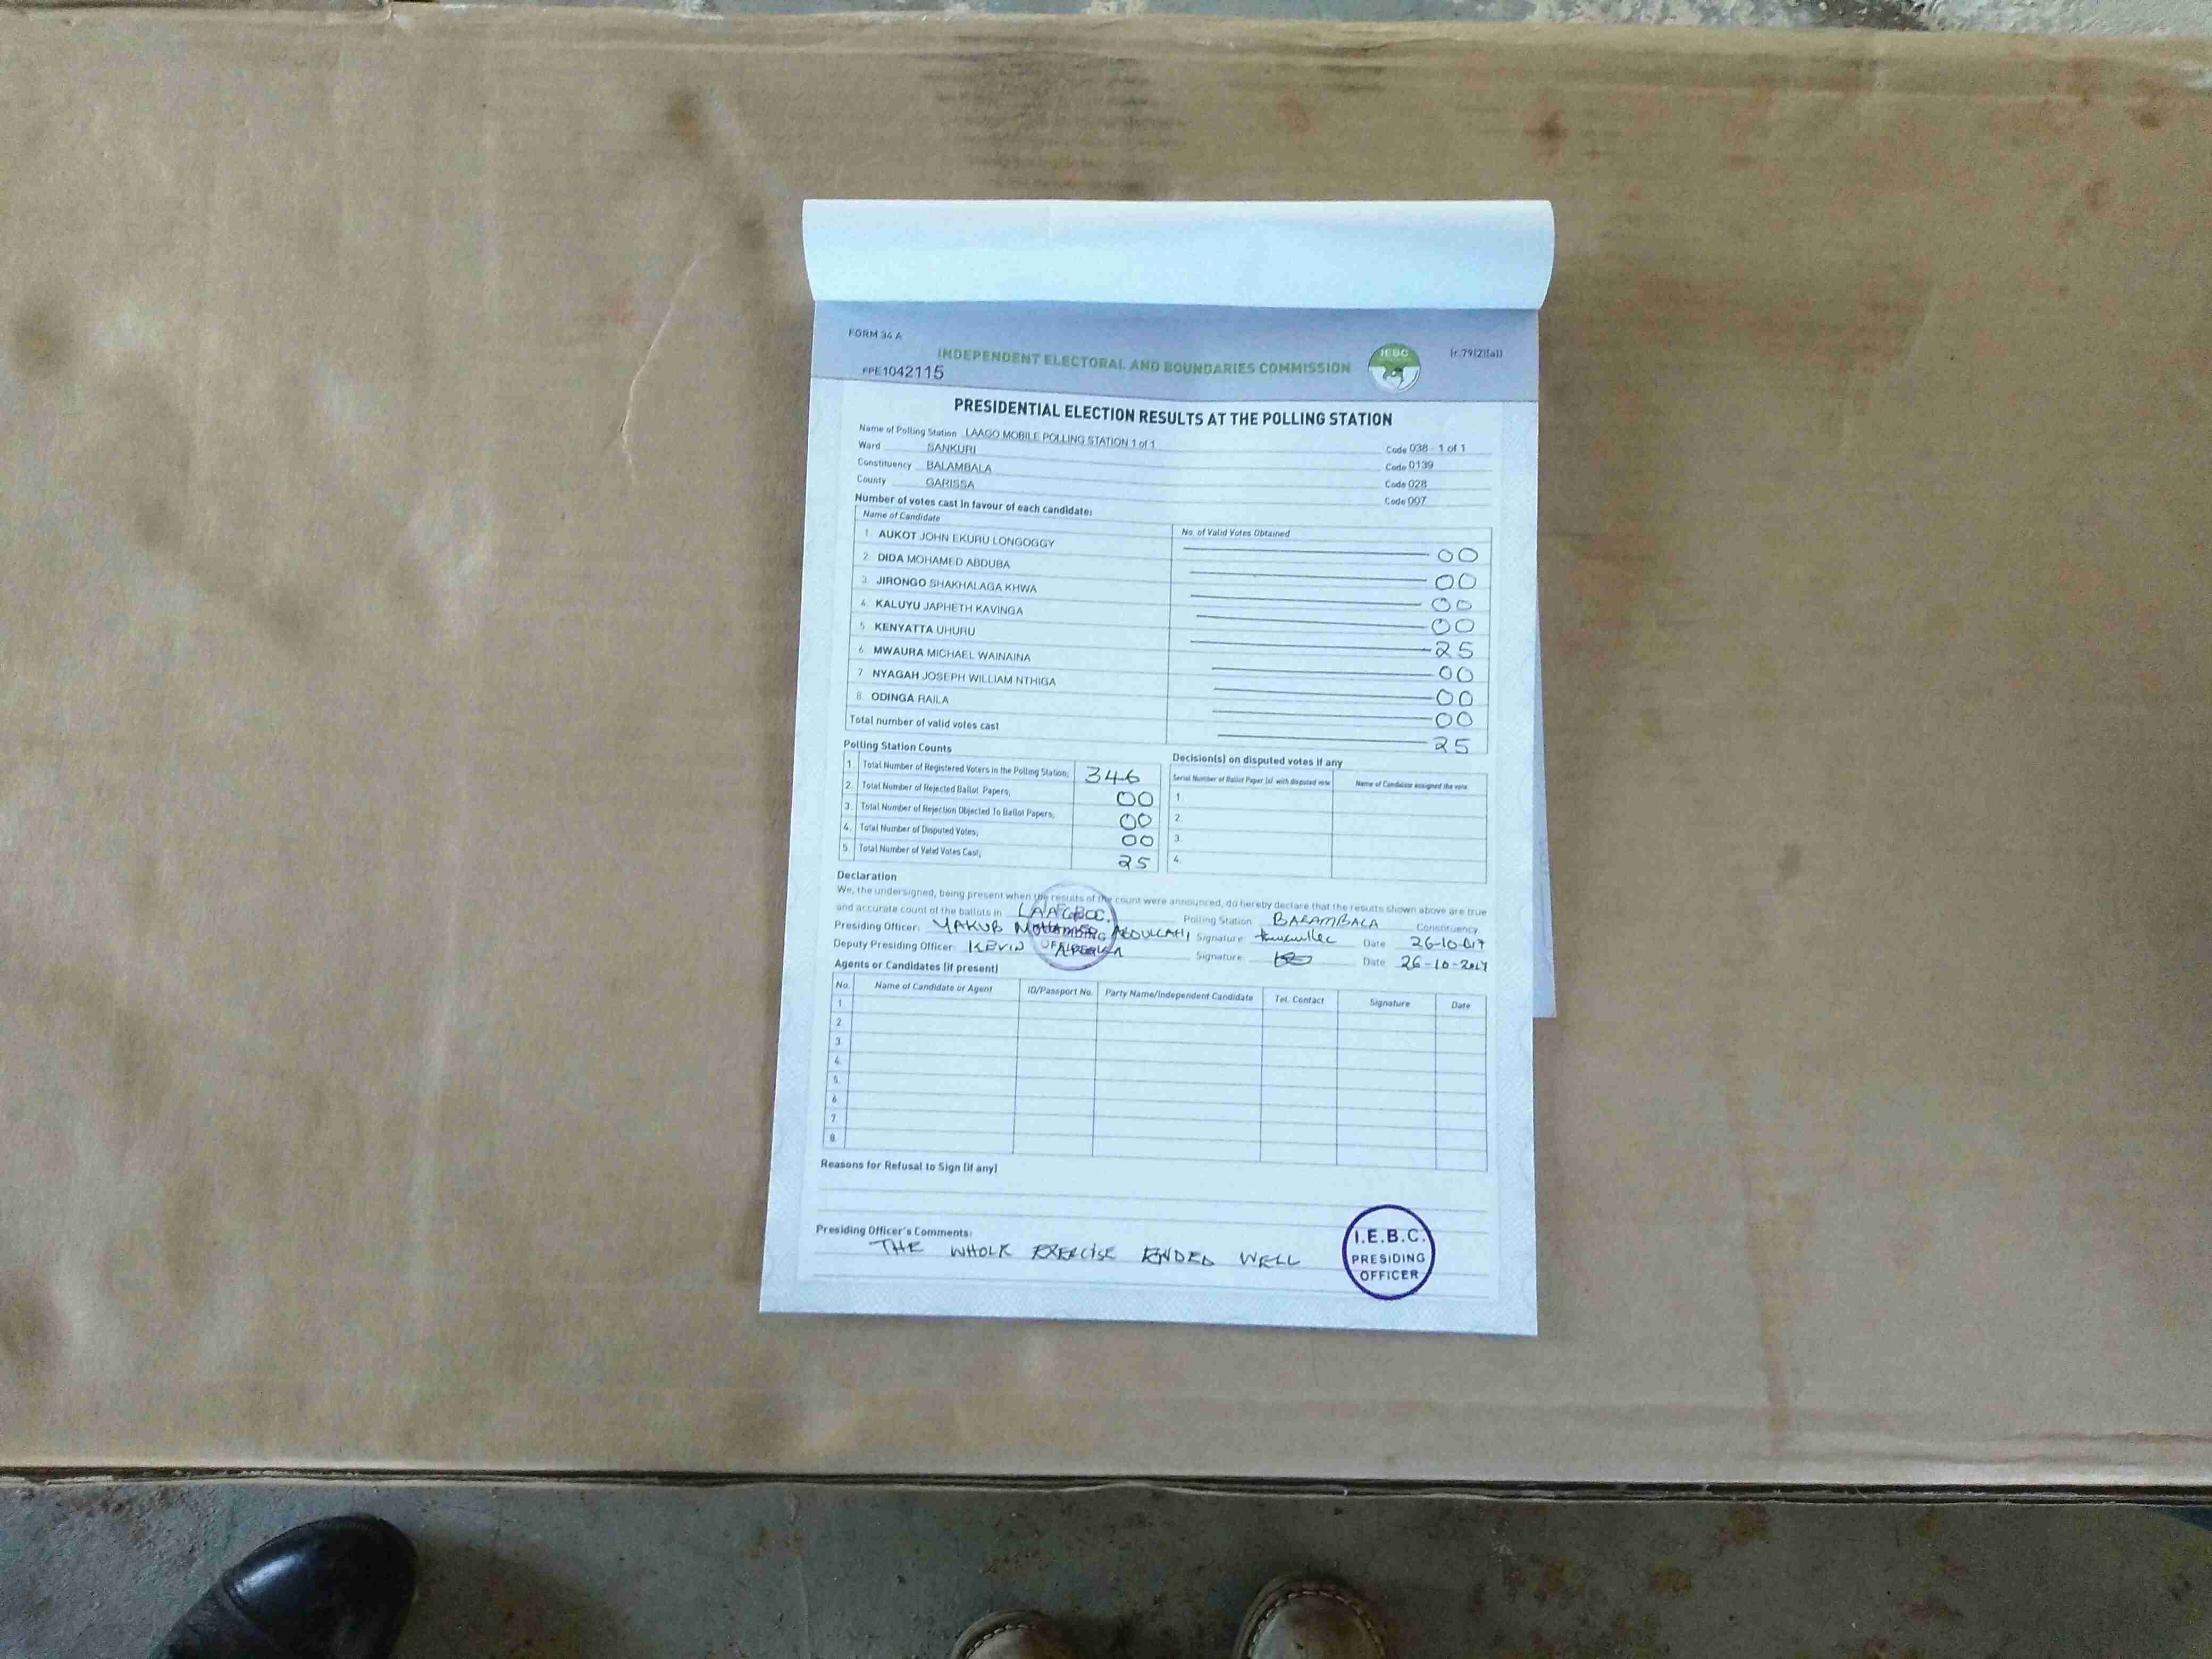 FORM 34 A
INDEPENDENT ELECTORAL AND BOUNDARIES COMMISSION
IEBC
(r.79(2)(a))
FPE1042115
PRESIDENTIAL ELECTION RESULTS AT THE POLLING STATION
Name of Polling Station LAAGO MOBILE POLLING STATION 1 of 1 Code 038 - 1 of 1
Ward SANKURI Code 0139
Constituency BALAMBALA Code 028
County GARISSA Code 007
Number of votes cast in favour of each candidate:
Name of Candidate No. of Valid Votes Obtained
1. AUKOT JOHN EKURU LONGOGGY 00
2. DIDA MOHAMED ABDUBA 00
3. JIRONGO SHAKHALAGA KHWA 00
4. KALUYU JAPHETH KAVINGA 00
5 KENYATTA UHURU 25
6. MWAURA MICHAEL WAINAINA 00
7 NYAGAH JOSEPH WILLIAM NTHIGA 00
8. ODINGA RAILA 00
Total number of valid votes cast 25
Polling Station Counts
1. Total Number of Registered Voters in the Polling Station; 346
2. Total Number of Rejected Ballot Papers; 00
3. Total Number of Rejection Objected To Ballot Papers; 00
4. Total Number of Disputed Votes; 00
5. Total Number of Valid Votes Cast; 25
Decision(s) on disputed votes if any
Serial Number of Ballot Paper (s) with disputed vote Name of Candidate assigned the vote
1.
2.
3.
4.
Declaration
We, the undersigned, being present when the results of the count were announced, do hereby declare that the results shown above are true
and accurate count of the ballots in Polling Station BARAMBALA Constituency.
Presiding Officer: YAKUB ABDULLAHI Signature Date 26-10-017
Deputy Presiding Officer: KEVIN Signature Date 26-10-2017
Agents or Candidates (if present)
No. Name of Candidate or Agent ID/Passport No. Party Name/Independent Candidate Tel. Contact Signature Date
1
2
3.
4.
5.
6
7.
8.
Reasons for Refusal to Sign (if any)
Presiding Officer's Comments:
THE WHOLE EXERCISE ENDED WELL
I.E.B.C.
PRESIDING
OFFICER